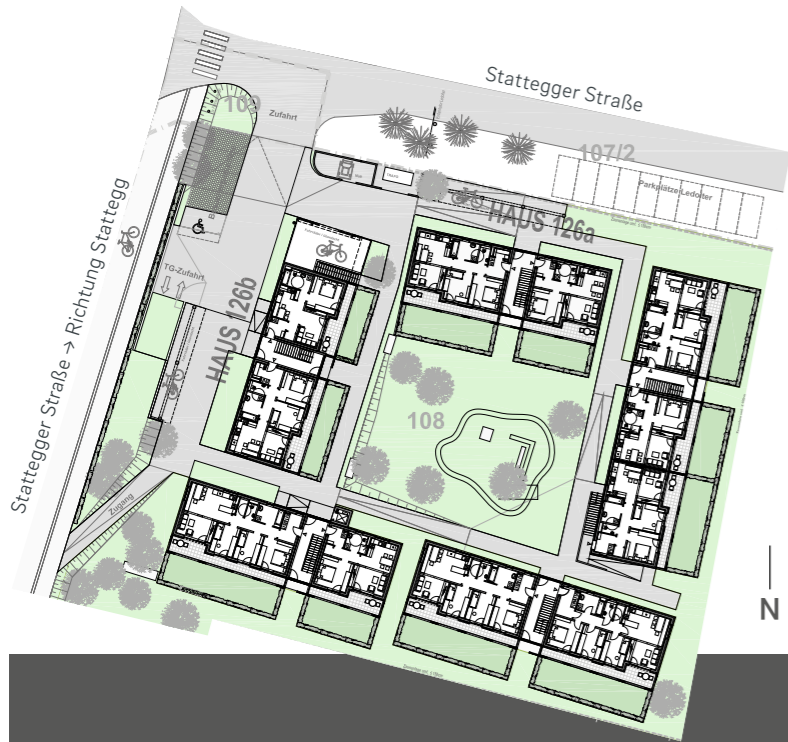 Stattegger Straße
109
Zufahrt
107/2
Parkplätze Ledolter
HAUS 126a
TG-Zufahrt
HAUS 126b
Stattegger Straße → Richtung Stattegg
108
Zugang
N